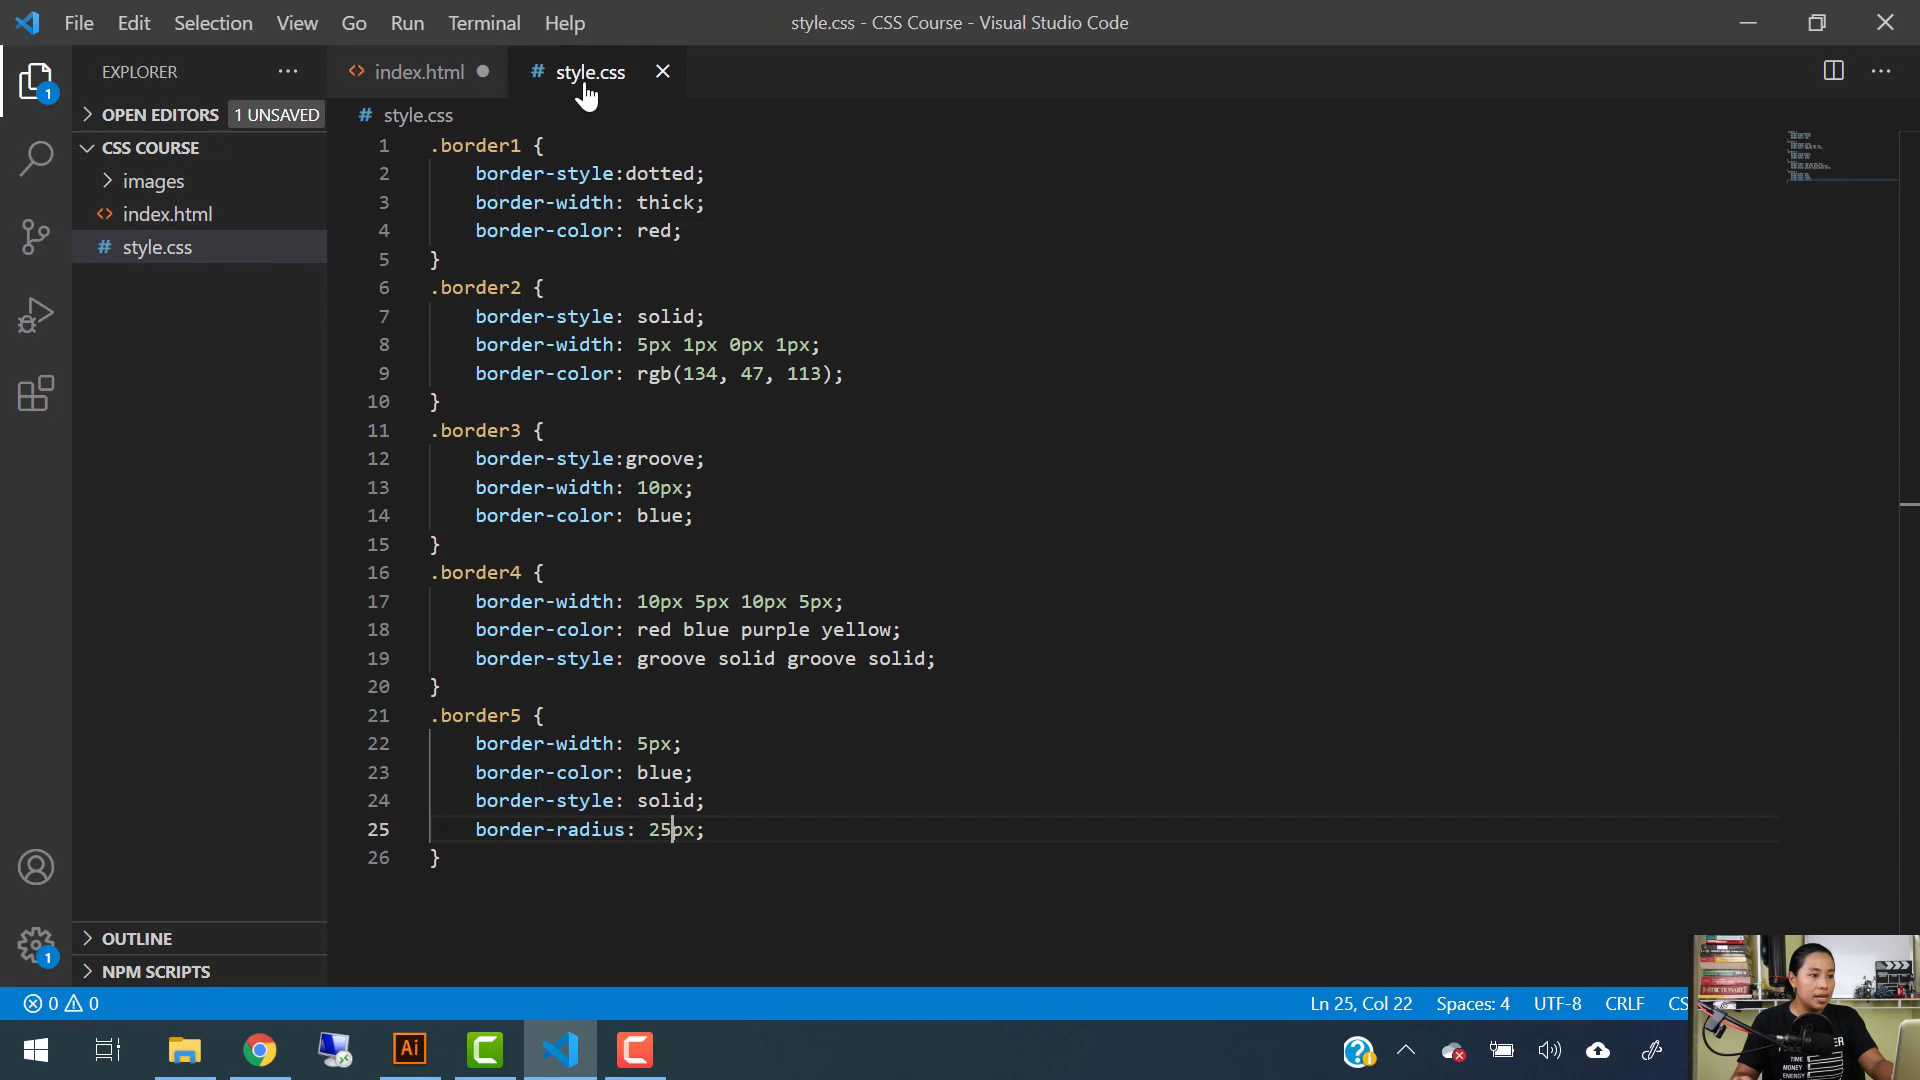 File Edit Selection View Go Run Terminal Help
style.css - CSS Course - Visual Studio Code
EXPLORER
OPEN EDITORS 1 UNSAVED
CSS COURSE
images
index.html
style.css
OUTLINE
NPM SCRIPTS
index.html
# style.css
# style.css
1 .border1 {
2 border-style:dotted;
3 border-width: thick;
4 border-color: red;
5 }
6 .border2 {
7 border-style: solid;
8 border-width: 5px 1px 0px 1px;
9 border-color: rgb(134, 47, 113);
10 }
11 .border3 {
12 border-style:groove;
13 border-width: 10px;
14 border-color: blue;
15 }
16 .border4 {
17 border-width: 10px 5px 10px 5px;
18 border-color: red blue purple yellow;
19 border-style: groove solid groove solid;
20 }
21 .border5 {
22 border-width: 5px;
23 border-color: blue;
24 border-style: solid;
25 border-radius: 25px;
26 }
1
1
0 0
Ln 25, Col 22 Spaces: 4 UTF-8 CRLF CS
Ai
TIME
MONEY
ENERGY